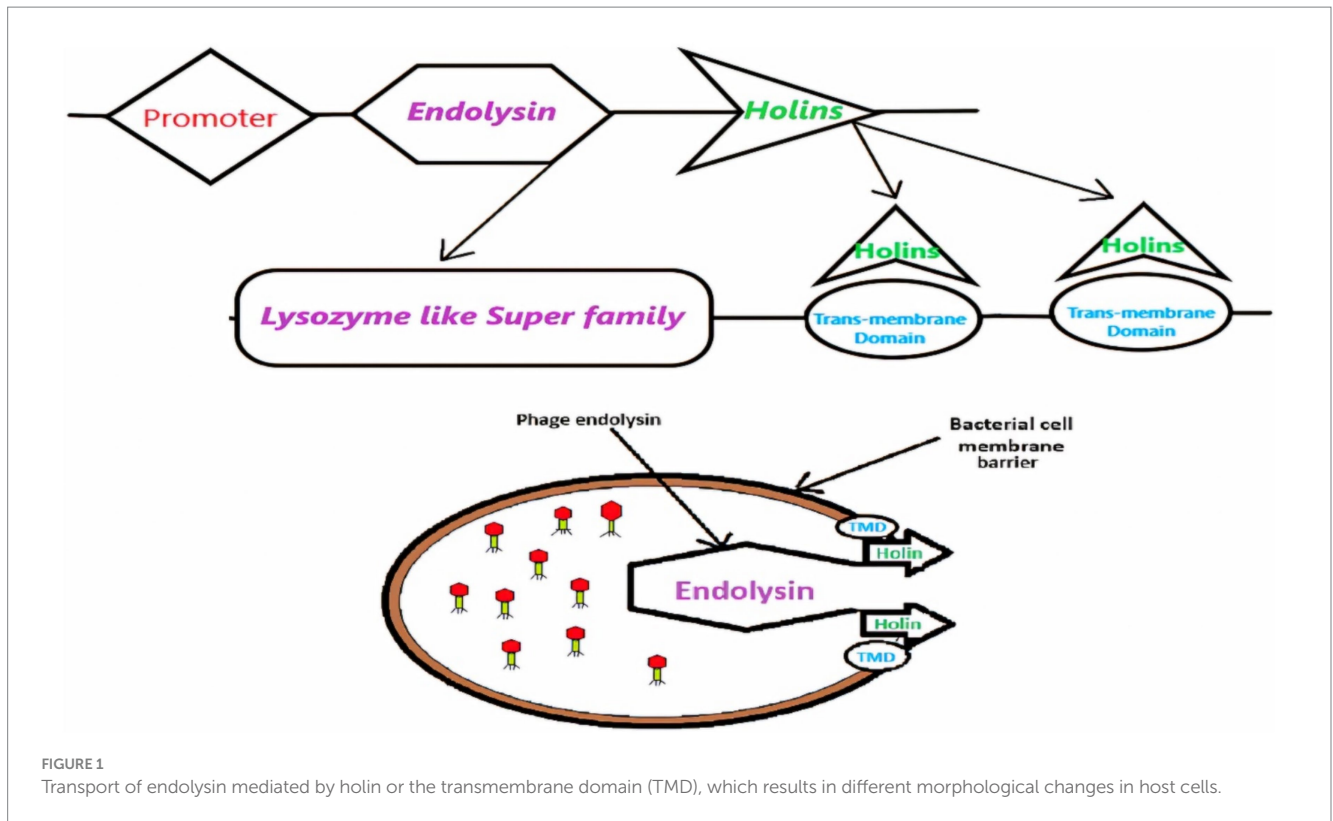 Promoter
Endolysin
Holins
Holins
Holins
Lysozyme like Super family
Trans-membrane
Domain
Trans-membrane
Domain
Phage endolysin
Bacterial cell
membrane
barrier
TMD
Holin
Endolysin
Holin
TMD
FIGURE 1
Transport of endolysin mediated by holin or the transmembrane domain (TMD), which results in different morphological changes in host cells.